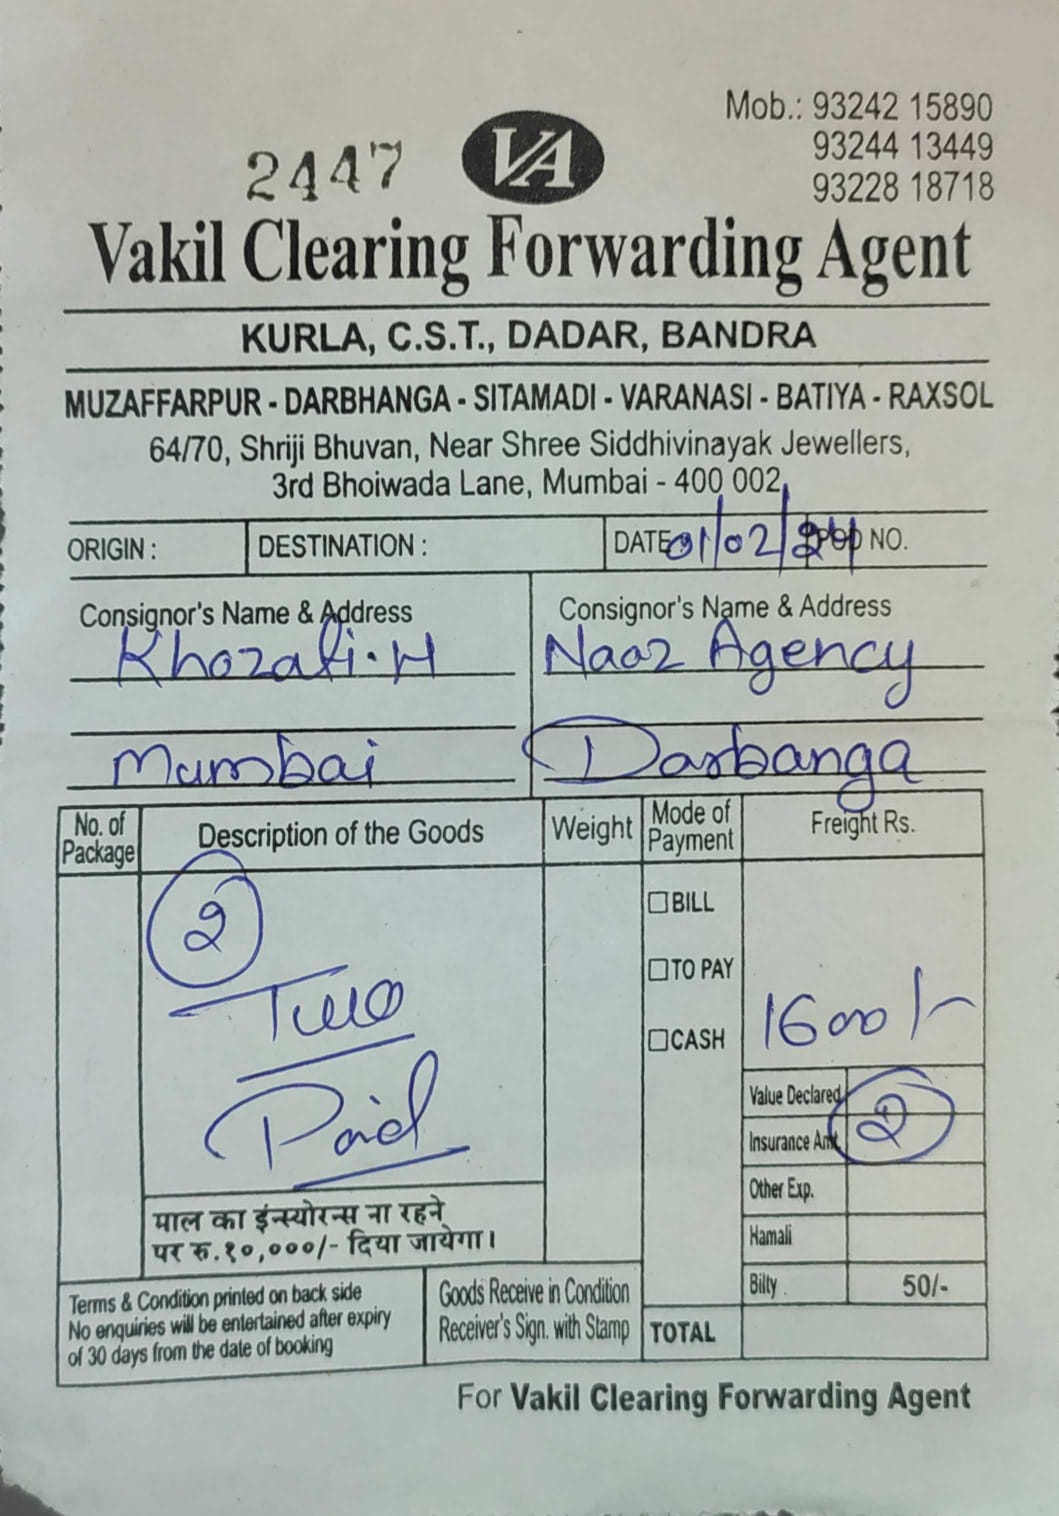 Mob.: 93242 15890
93244 13449
93228 18718
2447
VA
Vakil Clearing Forwarding Agent
KURLA, C.S.T., DADAR, BANDRA
MUZAFFARPUR - DARBHANGA - SITAMADI - VARANASI - BATIYA - RAXSOL
64/70, Shriji Bhuvan, Near Shree Siddhivinayak Jewellers,
3rd Bhoiwada Lane, Mumbai - 400 002
ORIGIN : DESTINATION : DATE 01/02/24 POD NO.
Consignor's Name & Address Consignor's Name & Address
Naaz Agency
Mumbai Darbanga
No. of Package Description of the Goods Weight Mode of Payment Freight Rs.
2
BILL
Two
TO PAY
CASH
1600/-
Paid
Value Declared
2
Insurance Amt.
Other Exp.
Hamali
Bilty . 50/-
माल का इंन्स्योरन्स ना रहने
पर रु.१०,०००/- दिया जायेगा।
Terms & Condition printed on back side
No enquiries will be entertained after expiry
of 30 days from the date of booking
Goods Receive in Condition
Receiver's Sign. with Stamp
TOTAL
For Vakil Clearing Forwarding Agent